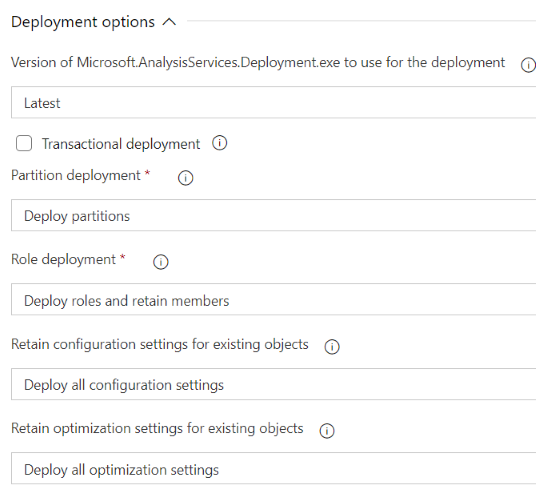 Deployment options
Version of Microsoft.AnalysisServices.Deployment.exe to use for the deployment
Latest
Transactional deployment
Partition deployment *
Deploy partitions
Role deployment *
Deploy roles and retain members
Retain configuration settings for existing objects
Deploy all configuration settings
Retain optimization settings for existing objects
Deploy all optimization settings